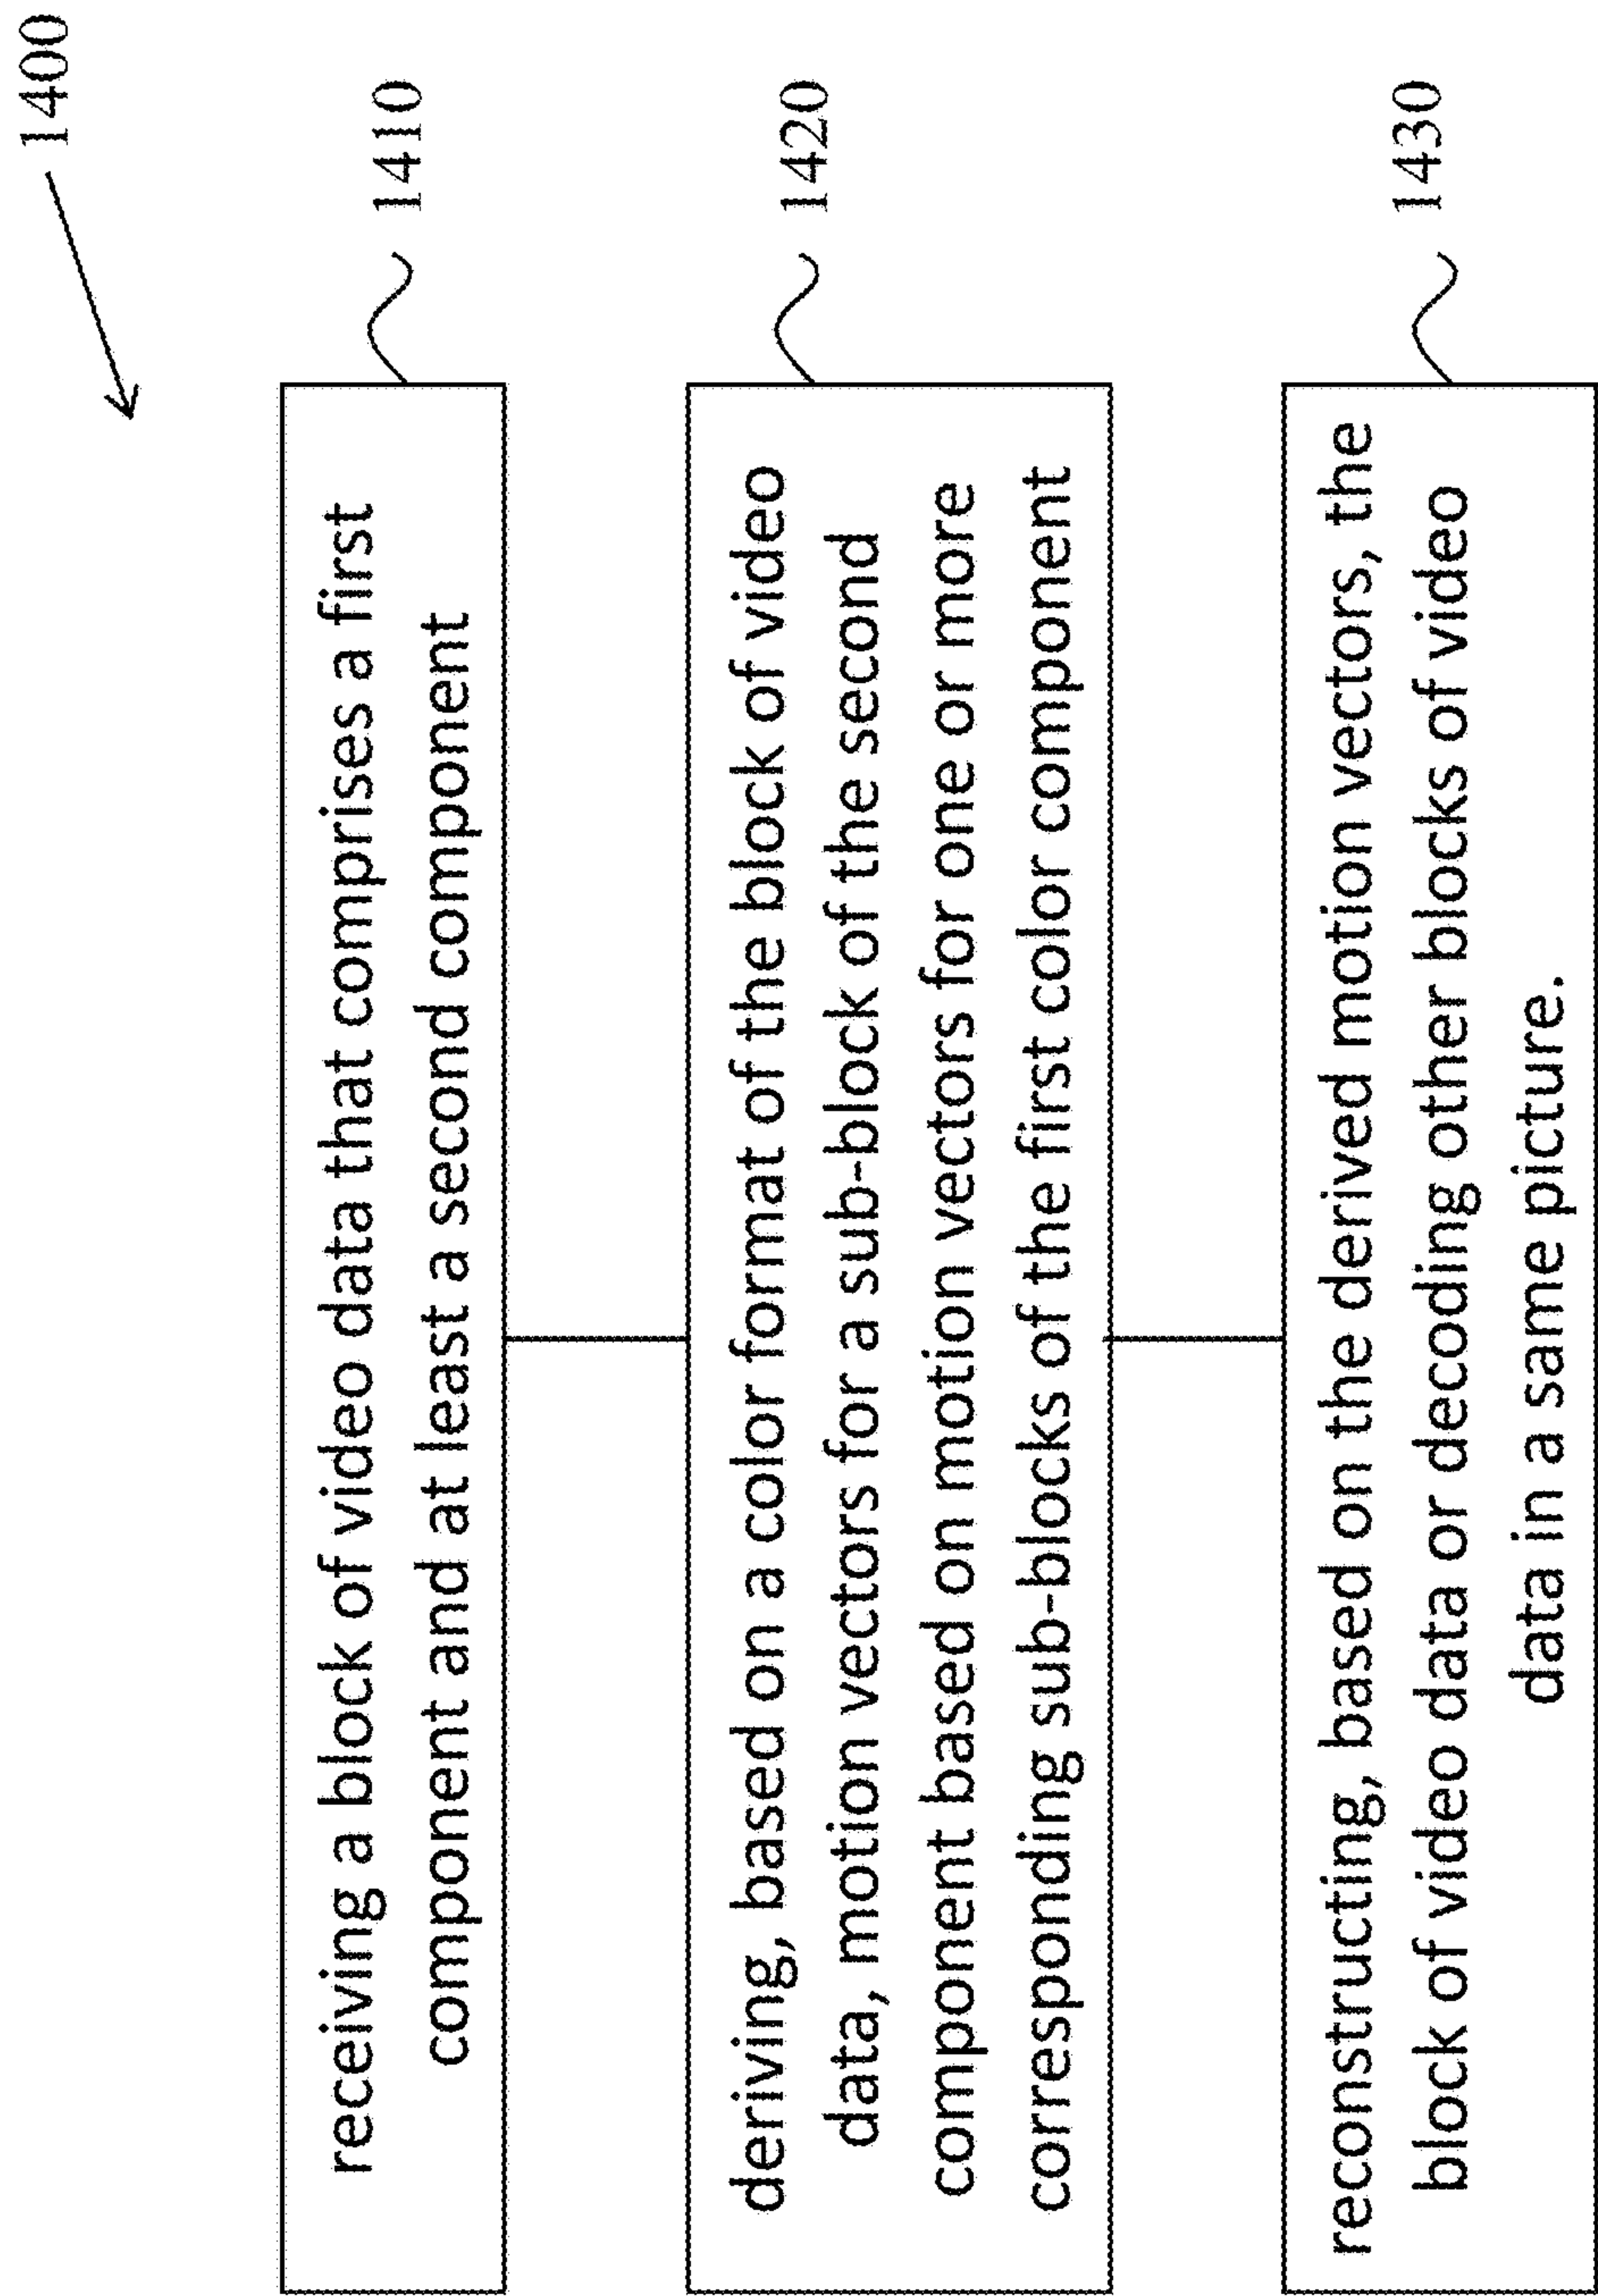 1400
receiving a block of video data that comprises a first
component and at least a second component
1410
deriving, based on a color format of the block of video
data, motion vectors for a sub-block of the second
component based on motion vectors for one or more
corresponding sub-blocks of the first color component
1420
reconstructing, based on the derived motion vectors, the
block of video data or decoding other blocks of video
data in a same picture.
1430